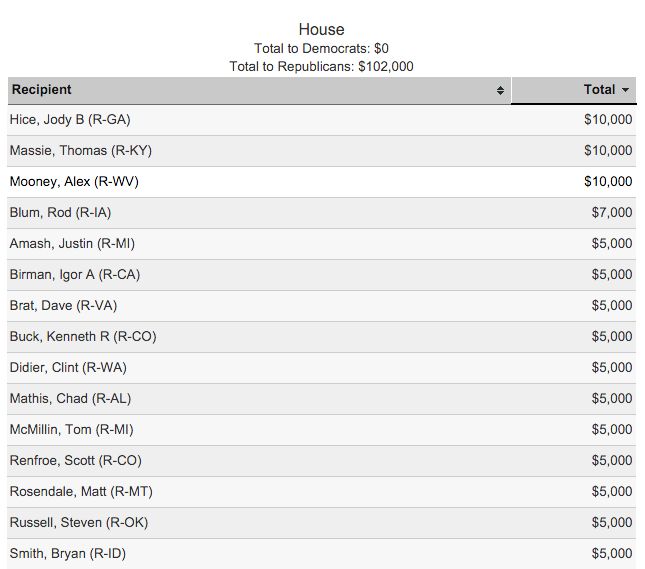 House
Total to Democrats: $0
Total to Republicans: $102,000
Recipient Total
Hice, Jody B (R-GA) $10,000
Massie, Thomas (R-KY) $10,000
Mooney, Alex (R-WV) $10,000
Blum, Rod (R-IA) $7,000
Amash, Justin (R-MI) $5,000
Birman, Igor A (R-CA) $5,000
Brat, Dave (R-VA) $5,000
Buck, Kenneth R (R-CO) $5,000
Didier, Clint (R-WA) $5,000
Mathis, Chad (R-AL) $5,000
McMillin, Tom (R-MI) $5,000
Renfroe, Scott (R-CO) $5,000
Rosendale, Matt (R-MT) $5,000
Russell, Steven (R-OK) $5,000
Smith, Bryan (R-ID) $5,000